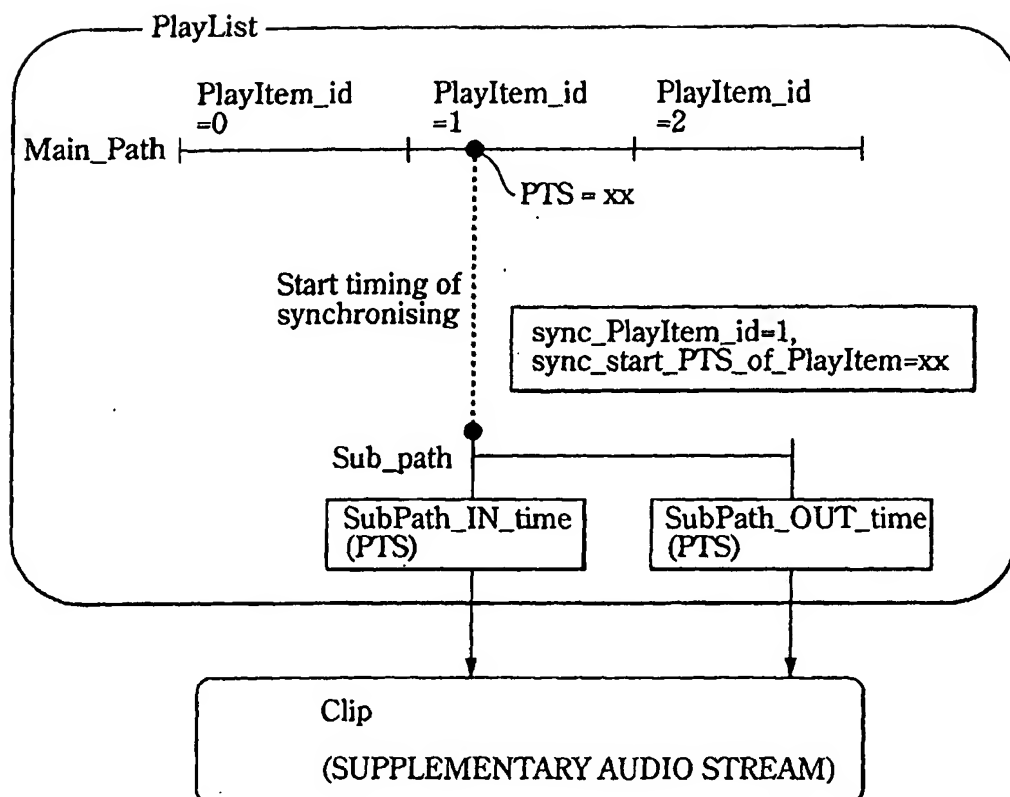 PlayList
PlayItem_id
=0
PlayItem_id
=1
PlayItem_id
=2
Main_Path
PTS = xx
Start timing of
synchronising
sync_PlayItem_id=1,
sync_start_PTS_of_PlayItem=xx
Sub_path
SubPath_IN_time
(PTS)
SubPath_OUT_time
(PTS)
Clip
(SUPPLEMENTARY AUDIO STREAM)